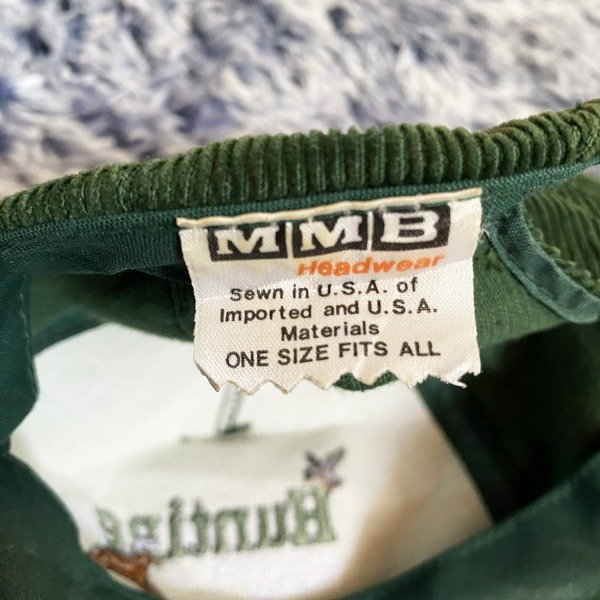 MMB
Headwear
Sewn in U.S.A. of
Imported and U.S.A.
Materials
ONE SIZE FITS ALL